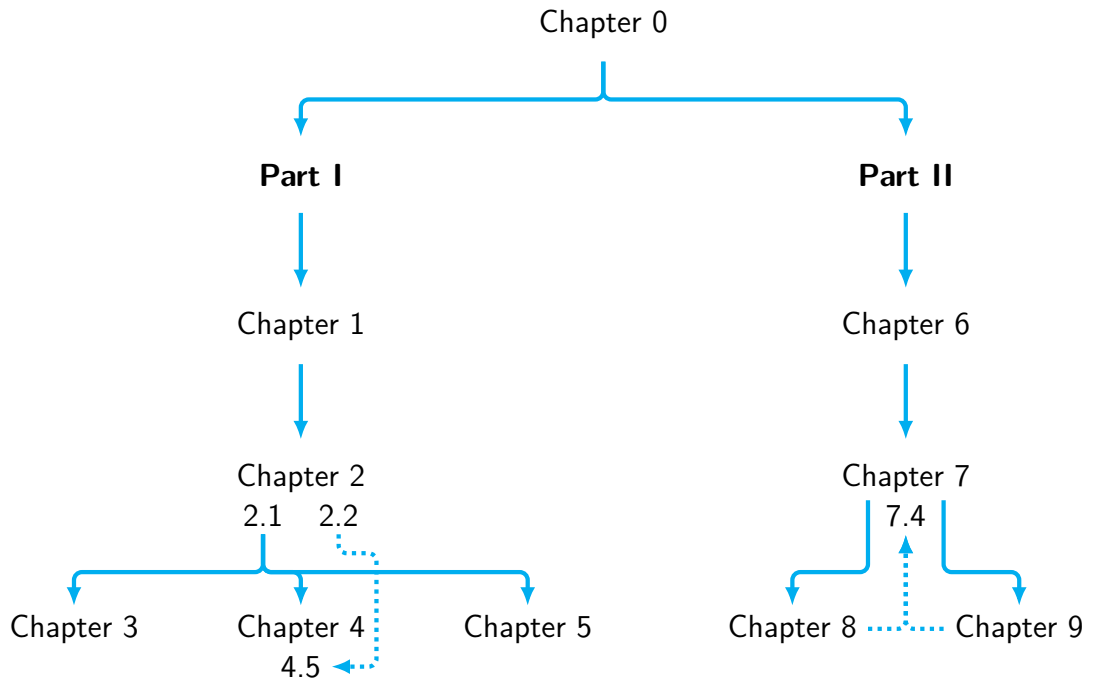 Chapter 0
Part I Part II
Chapter 1 Chapter 6
Chapter 2 Chapter 7
2.1 2.2 7.4
Chapter 3 Chapter 4 Chapter 5 Chapter 8 Chapter 9
4.5